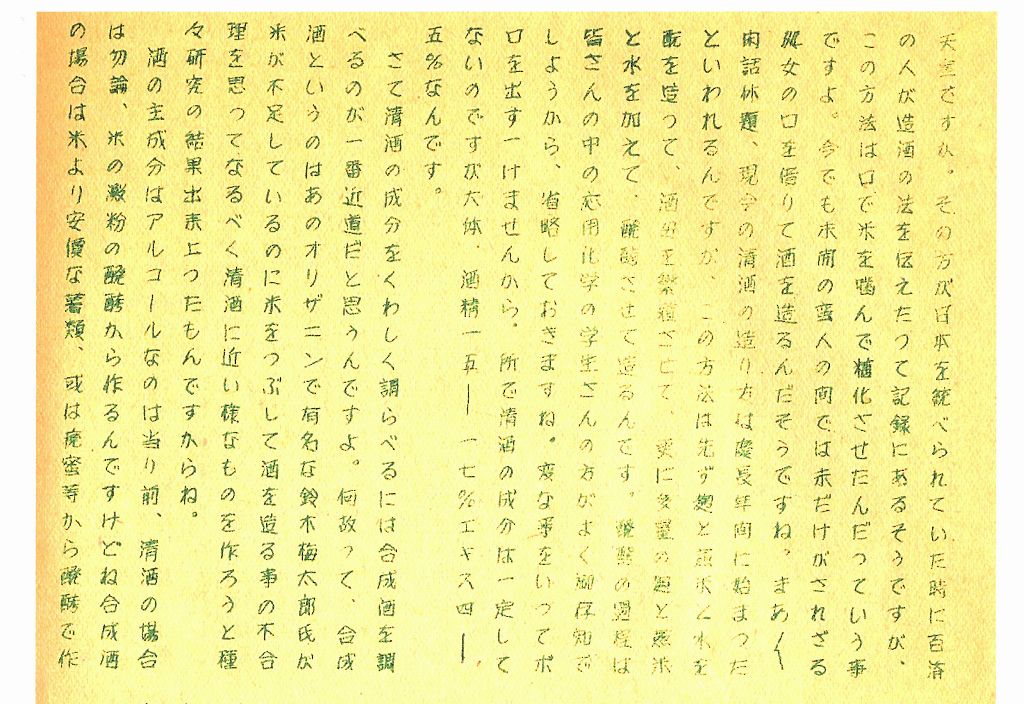 天皇ですか。その方が日本を統べられていた時に百済
の人が造酒の法を伝えたつて記録にあるそうですが、
この方法は口で米を噛んで糖化させたんだつていう事
ですよ。今でも未開の蛮人の間では未だけがされざる
処女の口を借りて酒を造るんだそうですね。まあ〱
閑話休題、現今の清酒の造り方は慶長年間に始まつた
といわれるんですが、この方法は先ず麹と蒸米と水を
酛を造つて、酒母を繁殖させて、更に多量の麹と蒸米
と水を加えて、醗酵させて造るんです。醗酵の過程は
皆さんの中の応用化学の学生さんの方がよく御存知で
しようから、省略しておきますね。変な事をいつてボ
ロを出すーけませんから。所で清酒の成分は一定して
ないのですが大体、酒精一五——一七％エキス四——
五％なんです。
さて清酒の成分をくわしく調らべるには合成酒を調
べるのが一番近道だと思うんですよ。何故つて、合成
酒というのはあのオリザニンで有名な鈴木梅太郎氏が
米が不足しているのに米をつぶして酒を造る事の不合
理を思つてなるべく清酒に近い様なものを作ろうと種
々研究の結果出来上つたもんですからね。
酒の主成分はアルコールなのは当り前、清酒の場合
は勿論、米の澱粉の醗酵から作るんですけどね合成酒
の場合は米より安価な薯類、或は廃蜜等から醗酵で作